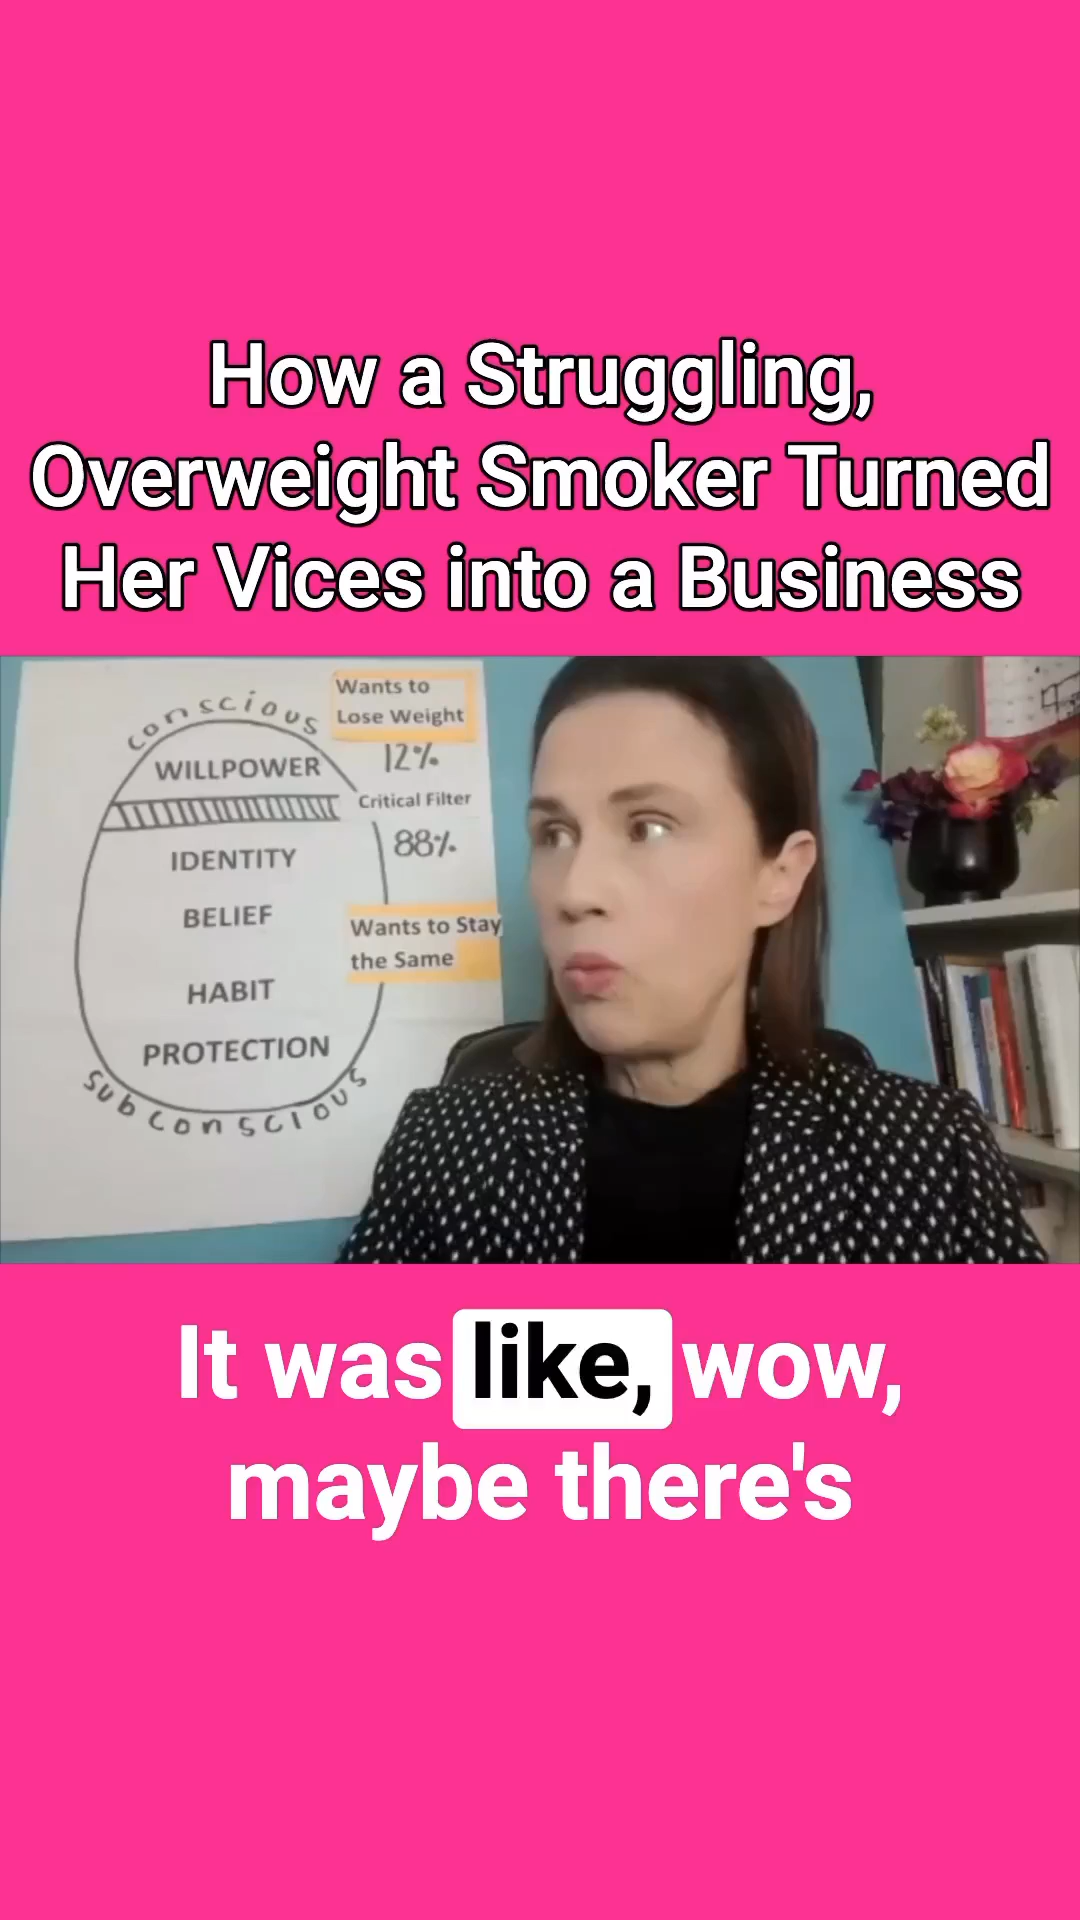 How a Struggling,
Overweight Smoker Turned
Her Vices into a Business
Conscious
Wants to
Lose Weight
WILLPOWER
12%
Critical Filter
88%
IDENTITY
BELIEF
Wants to Stay
the Same
HABIT
PROTECTION
Subconscious
It was like, wow,
maybe there's